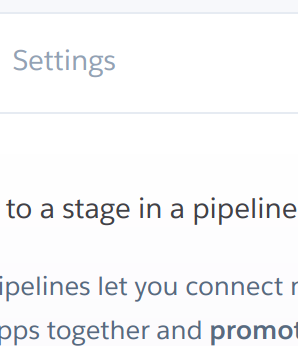 Settings
to a stage in a pipeline
ipelines let you connect
pps together and promot